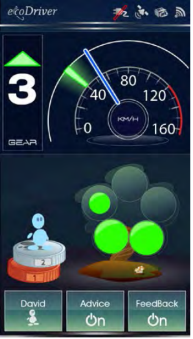 ecoDriver
3
GEAR
0
40
80
120
160
KM/H
David
Advice
On
FeedBack
On